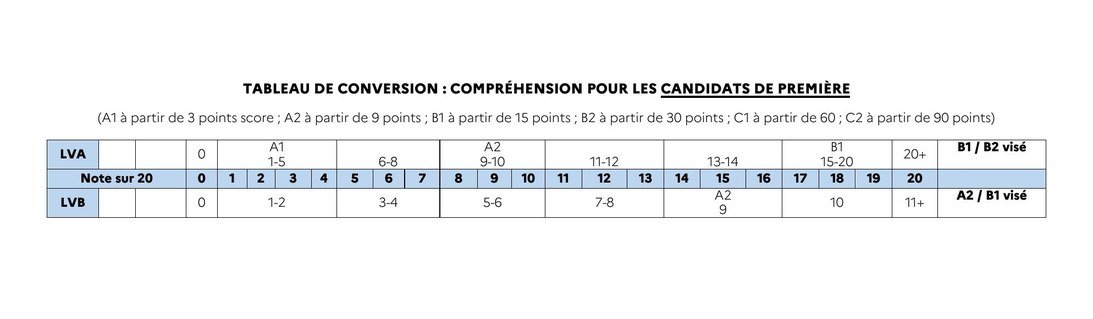 TABLEAU DE CONVERSION : COMPRÉHENSION POUR LES CANDIDATS DE PREMIÈRE
(A1 à partir de 3 points score ; A2 à partir de 9 points ; B1 à partir de 15 points ; B2 à partir de 30 points ; C1 à partir de 60 ; C2 à partir de 90 points)
LVA 0 A1 1-5 6-8 A2 9-10 11-12 13-14 B1 15-20 20+ B1 / B2 visé
Note sur 20 0 1 2 3 4 5 6 7 8 9 10 11 12 13 14 15 16 17 18 19 20
LVB 0 1-2 3-4 5-6 7-8 A2 9 10 11+ A2 / B1 visé